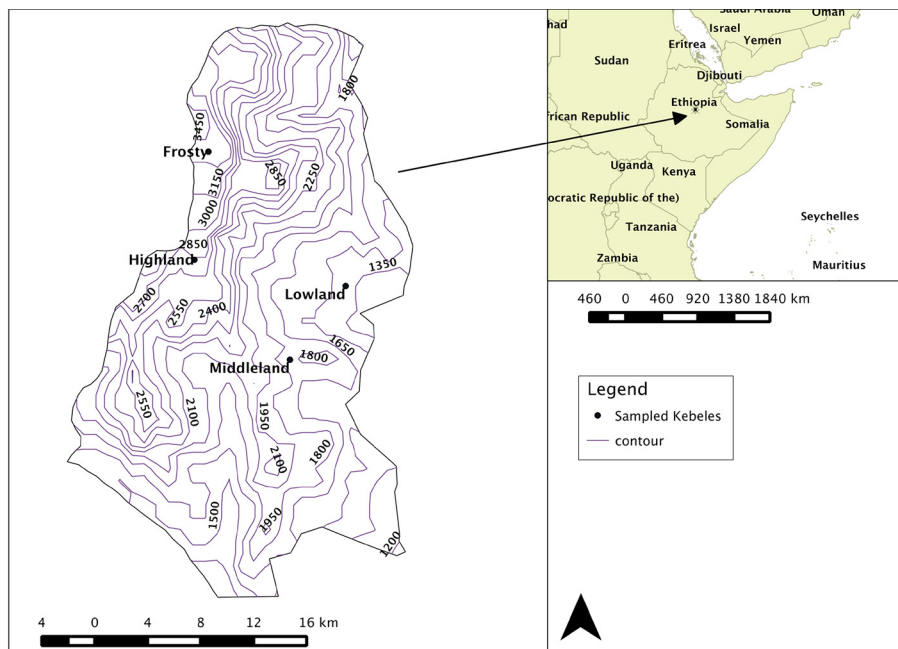 1800
3450
Frosty
2850
2250
3150
3000
2850
Highland
1350
Lowland
2700
2550
2400
1650
1800
Middleland
2550
2100
1950
2100
1800
1500
1950
1200
4 0 4 8 12 16 km
Saudi Arabia
Oman
had
Israel
Yemen
Eritrea
Sudan
Djibouti
Ethiopia
frican Republic
Somalia
Uganda
Kenya
ocratic Republic of the)
Seychelles
Tanzania
Mauritius
Zambia
460 0 460 920 1380 1840 km
Legend
Sampled Kebeles
contour